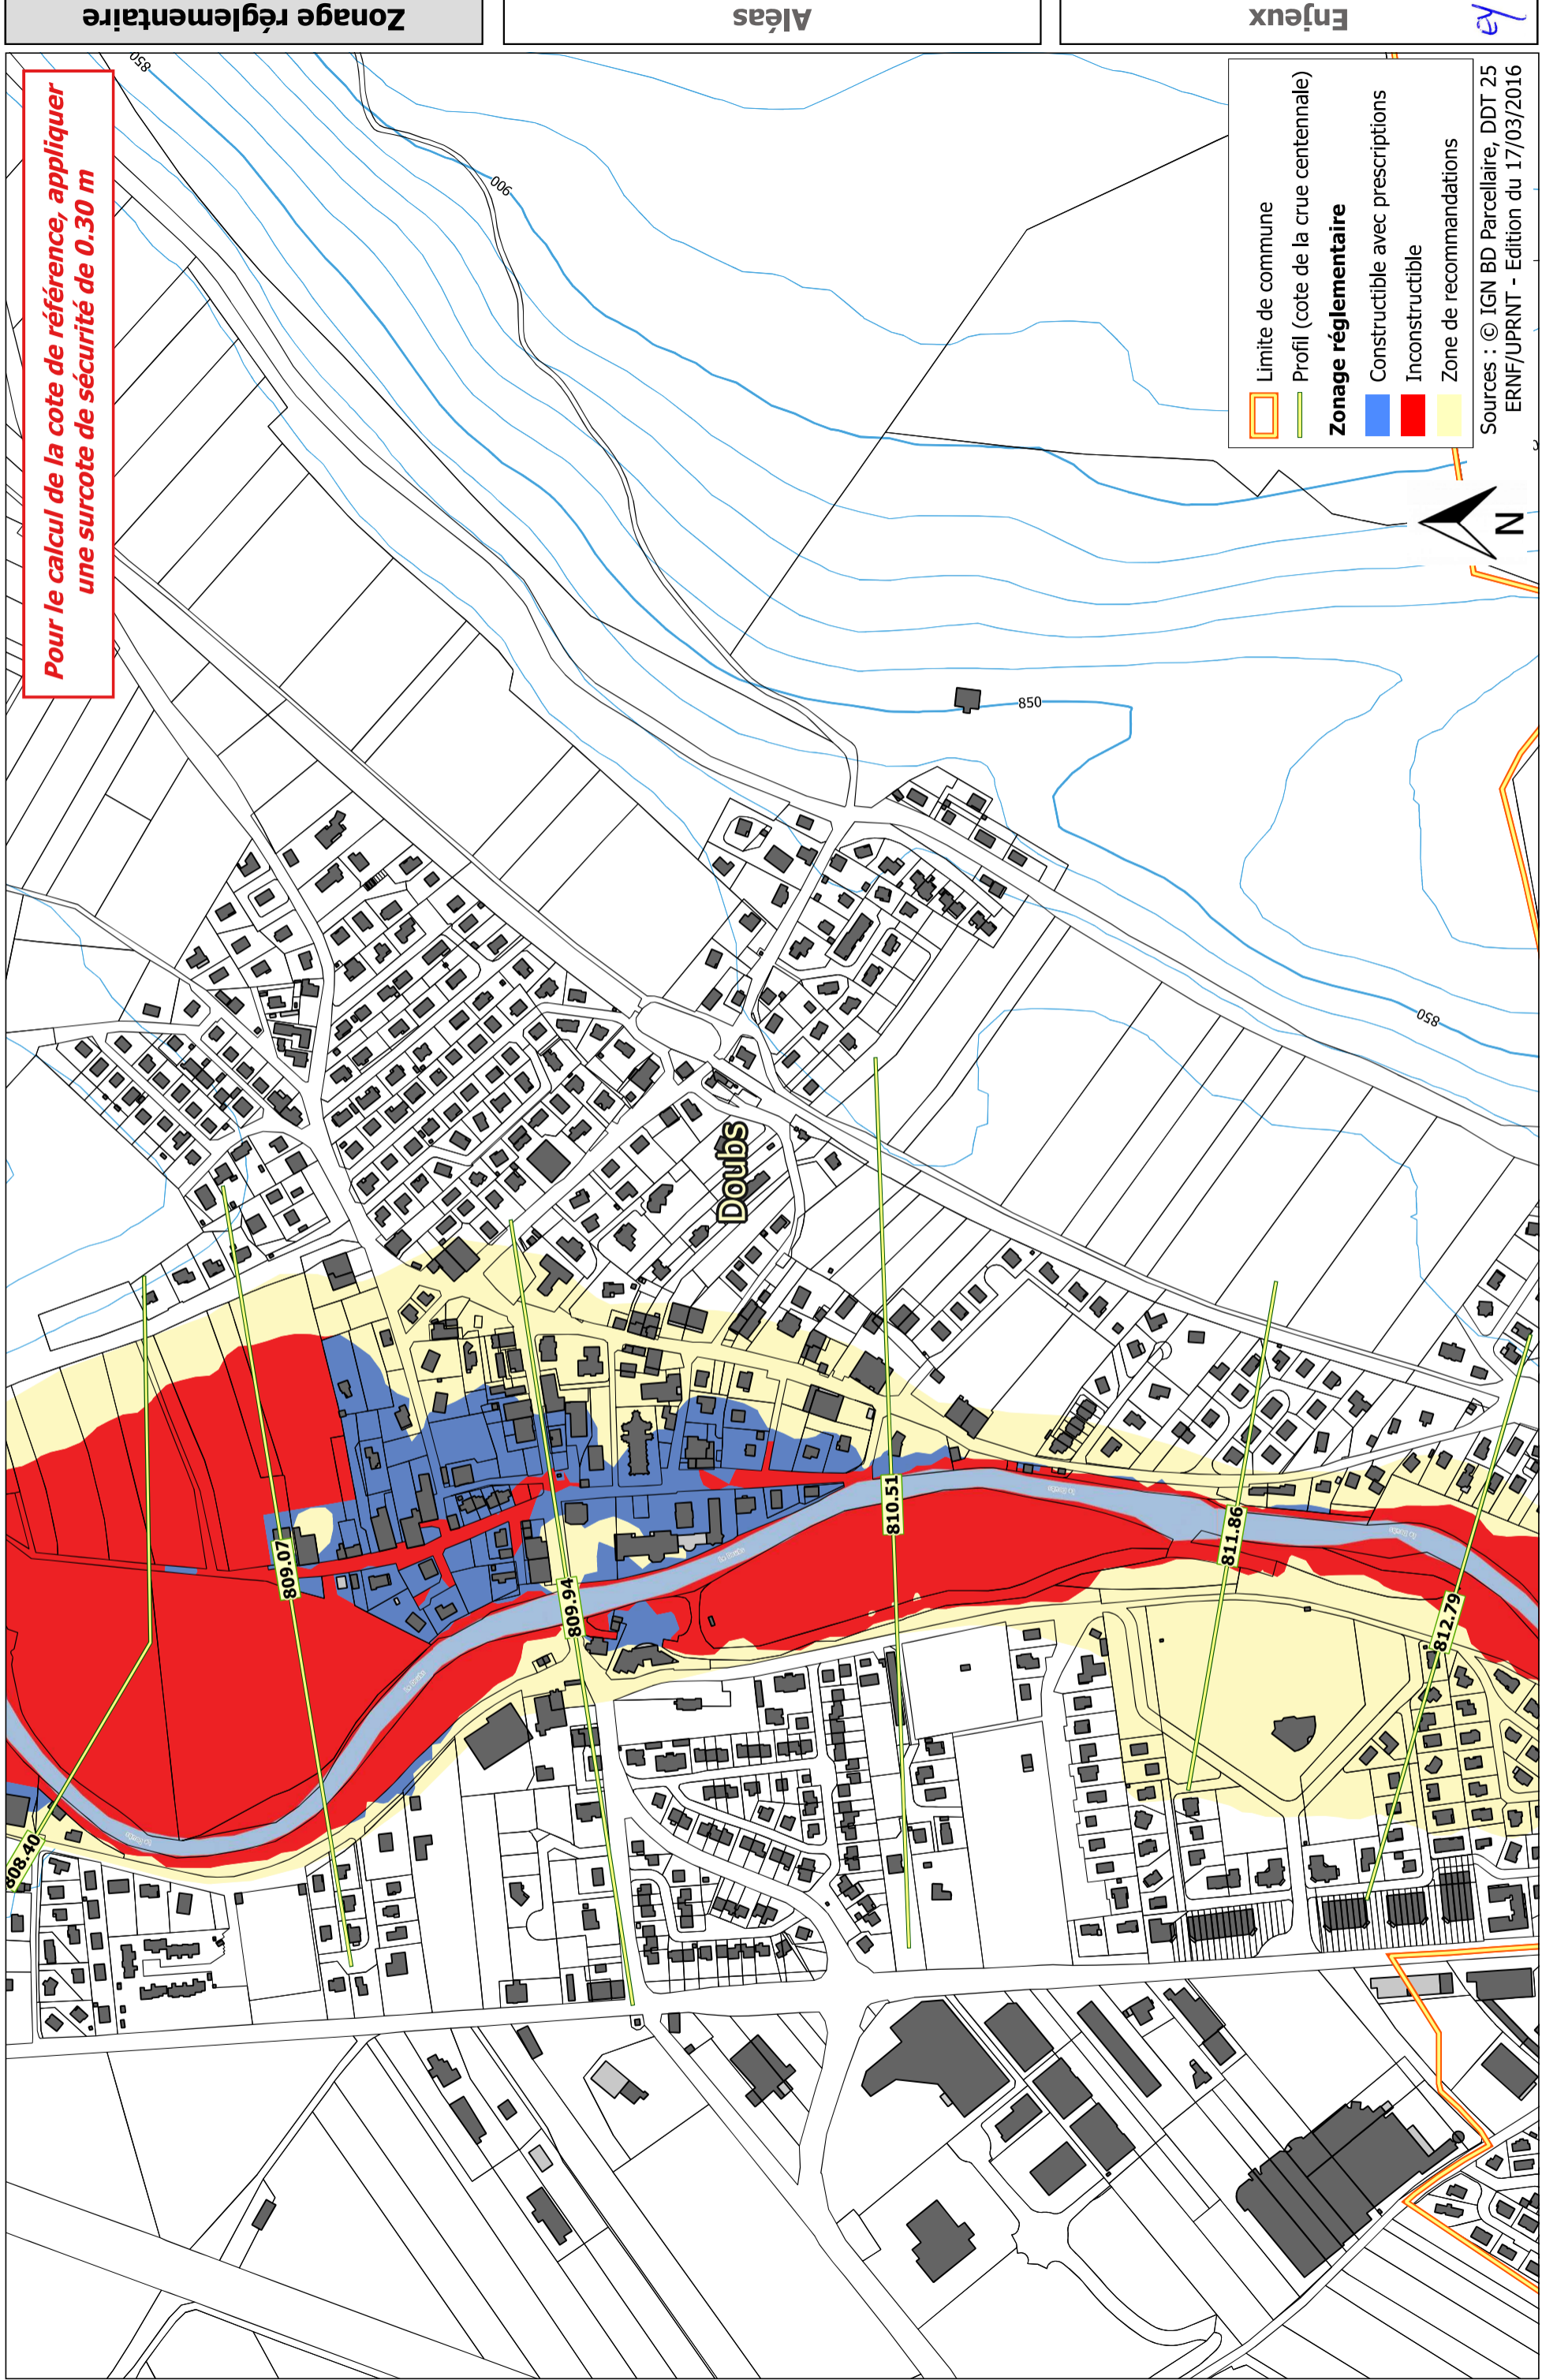 Zonage réglementaire
Aléas
Enjeux
Pour le calcul de la cote de référence, appliquer
une surcote de sécurité de 0.30 m
850
900
850
850
Limite de commune
Profil (cote de la crue centennale)
Zonage réglementaire
Constructible avec prescriptions
Inconstructible
Zone de recommandations
Sources : © IGN BD Parcellaire, DDT 25
ERNF/UPRNT - Edition du 17/03/2016
N
Doubs
808.40
809.07
809.94
810.51
811.86
812.79